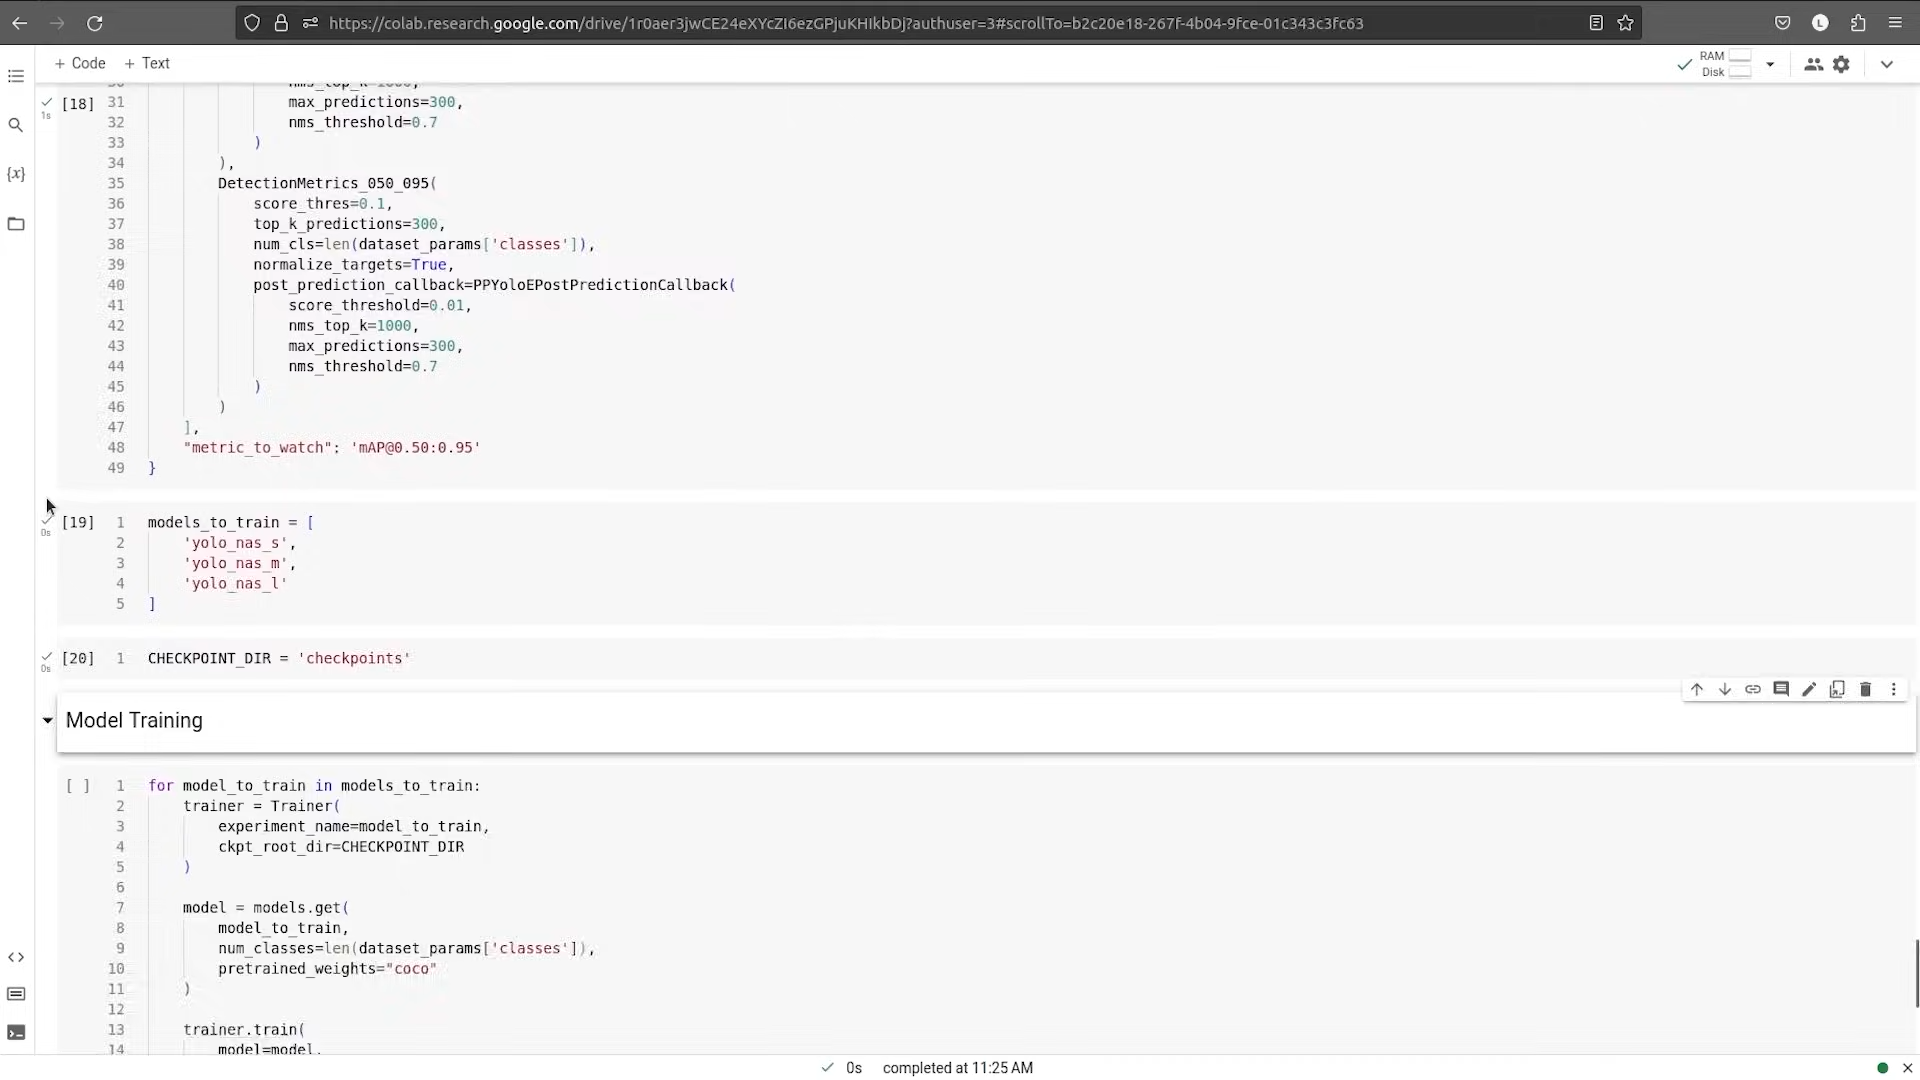 https://colab.research.google.com/drive/1r0aer3jwCE24eXYcZI6ezGPjuKHIkbDj?authuser=3#scrollTo=b2c20e18-267f-4b04-9fce-01c343c3fc63
+ Code + Text
RAM
Disk
[18] 31 max_predictions=300,
1s
32 nms_threshold=0.7
33 )
34 ),
35 DetectionMetrics_050_095(
36 score_thres=0.1,
37 top_k_predictions=300,
38 num_cls=len(dataset_params['classes']),
39 normalize_targets=True,
40 post_prediction_callback=PPYoloEPostPredictionCallback(
41 score_threshold=0.01,
42 nms_top_k=1000,
43 max_predictions=300,
44 nms_threshold=0.7
45 )
46 )
47 ],
48 "metric_to_watch": 'mAP@0.50:0.95'
49 }
[19] 1 models_to_train = [
0s
2 'yolo_nas_s',
3 'yolo_nas_m',
4 'yolo_nas_l'
5 ]
[20] 1 CHECKPOINT_DIR = 'checkpoints'
0s
Model Training
[ ] 1 for model_to_train in models_to_train:
2 trainer = Trainer(
3 experiment_name=model_to_train,
4 ckpt_root_dir=CHECKPOINT_DIR
5 )
6
7 model = models.get(
8 model_to_train,
9 num_classes=len(dataset_params['classes']),
10 pretrained_weights="coco"
11 )
12
13 trainer.train(
14 model=model,
0s completed at 11:25 AM